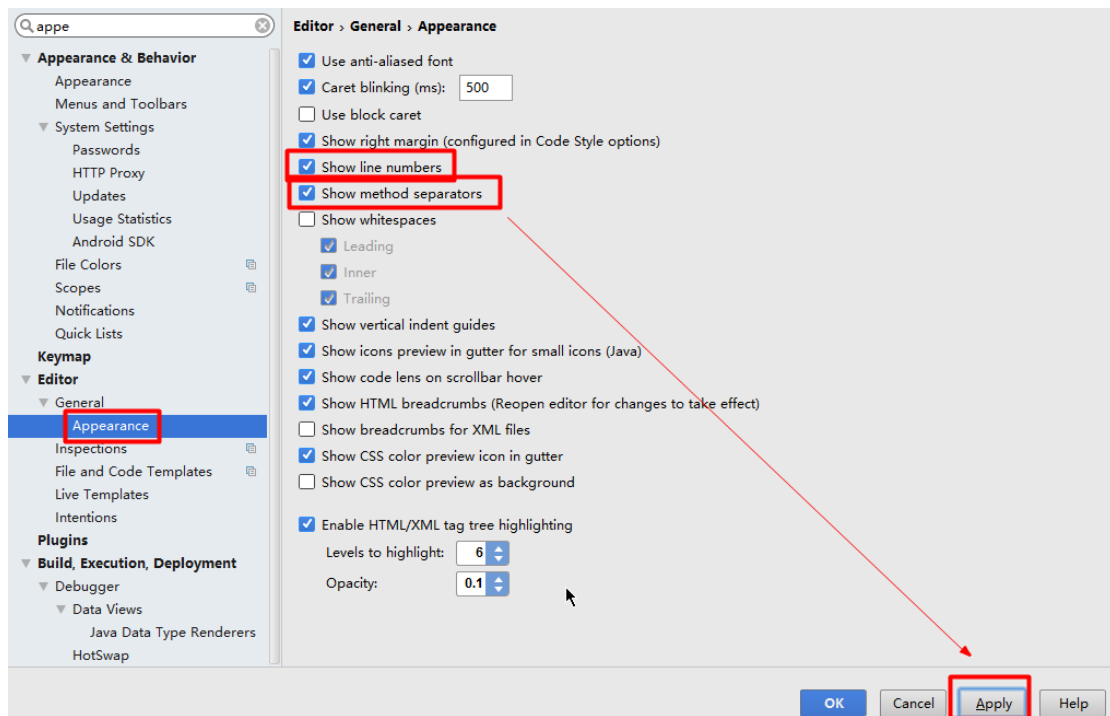 appe
Appearance & Behavior
Appearance
Menus and Toolbars
System Settings
Passwords
HTTP Proxy
Updates
Usage Statistics
Android SDK
File Colors
Scopes
Notifications
Quick Lists
Keymap
Editor
General
Appearance
Inspections
File and Code Templates
Live Templates
Intentions
Plugins
Build, Execution, Deployment
Debugger
Data Views
Java Data Type Renderers
HotSwap
Editor › General › Appearance
Use anti-aliased font
Caret blinking (ms): 500
Use block caret
Show right margin (configured in Code Style options)
Show line numbers
Show method separators
Show whitespaces
Leading
Inner
Trailing
Show vertical indent guides
Show icons preview in gutter for small icons (Java)
Show code lens on scrollbar hover
Show HTML breadcrumbs (Reopen editor for changes to take effect)
Show breadcrumbs for XML files
Show CSS color preview icon in gutter
Show CSS color preview as background
Enable HTML/XML tag tree highlighting
Levels to highlight: 6
Opacity: 0.1
OK Cancel Apply Help